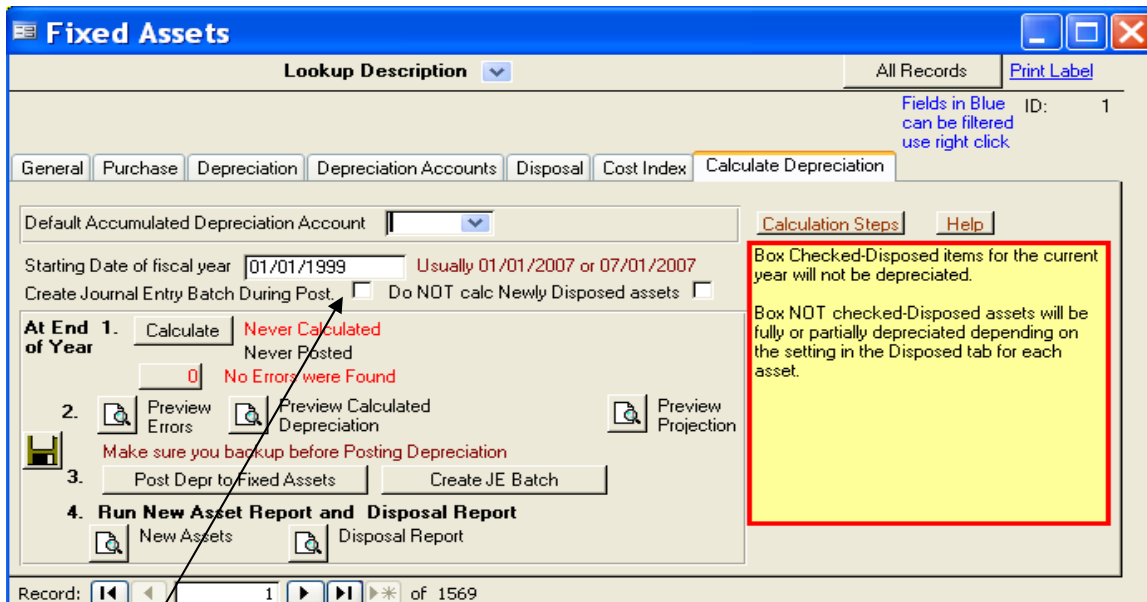 Fixed Assets
Lookup Description
All Records
Print Label
Fields in Blue
can be filtered
use right click
ID: 1
General Purchase Depreciation Depreciation Accounts Disposal Cost Index Calculate Depreciation
Default Accumulated Depreciation Account
Calculation Steps Help
Starting Date of fiscal year 01/01/1999 Usually 01/01/2007 or 07/01/2007
Create Journal Entry Batch During Post. Do NOT calc Newly Disposed assets
Box Checked-Disposed items for the current
year will not be depreciated.
Box NOT checked-Disposed assets will be
fully or partially depreciated depending on
the setting in the Disposed tab for each
asset.
At End 1.
of Year
Calculate Never Calculated
Never Posted
0 No Errors were Found
2. Preview
Errors
Preview Calculated
Depreciation
Preview
Projection
Make sure you backup before Posting Depreciation
3. Post Depr to Fixed Assets Create JE Batch
4. Run New Asset Report and Disposal Report
New Assets Disposal Report
Record: 1 of 1569